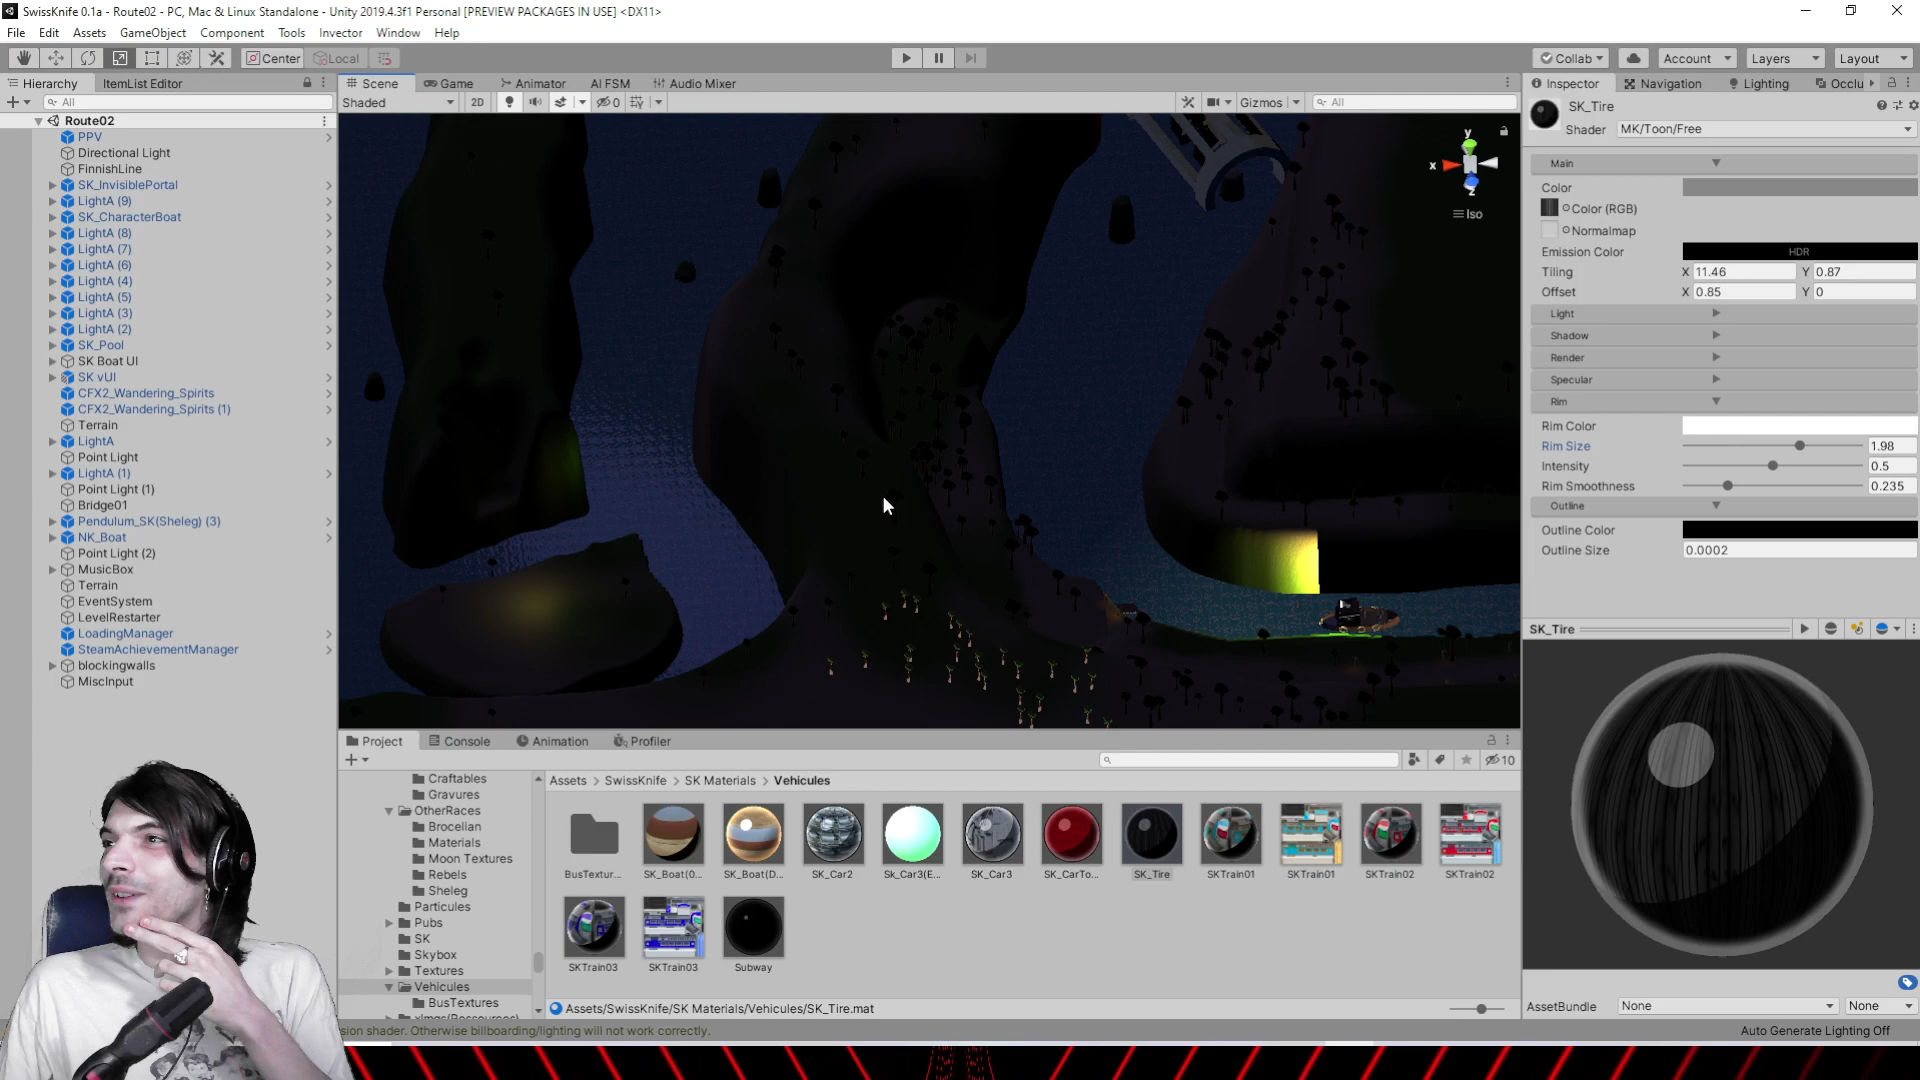 SwissKnife 0.1a - Route02 - PC, Mac & Linux Standalone - Unity 2019.4.3f1 Personal [PREVIEW PACKAGES IN USE] <DX11>
File Edit Assets GameObject Component Tools Invector Window Help
Center Local Collab Account Layers Layout
Hierarchy ItemList Editor Scene Game Animator AI FSM Audio Mixer Inspector Navigation Lighting Occlu
All Shaded 2D 0 Gizmos All SK_Tire
Route02
Shader MK/Toon/Free
PPV
Directional Light
FinnishLine
SK_InvisiblePortal
LightA (9)
SK_CharacterBoat
LightA (8)
LightA (7)
LightA (6)
LightA (4)
LightA (5)
LightA (3)
LightA (2)
SK_Pool
SK Boat UI
SK vUI
CFX2_Wandering_Spirits
CFX2_Wandering_Spirits (1)
Terrain
LightA
Point Light
LightA (1)
Point Light (1)
Bridge01
Pendulum_SK(Sheleg) (3)
NK_Boat
Point Light (2)
MusicBox
Terrain
EventSystem
LevelRestarter
LoadingManager
SteamAchievementManager
blockingwalls
MiscInput
y
x
z
Iso
Main
Color
Color (RGB)
Normalmap
Emission Color HDR
Tiling X 11.46 Y 0.87
Offset X 0.85 Y 0
Light
Shadow
Render
Specular
Rim
Rim Color
Rim Size 1.98
Intensity 0.5
Rim Smoothness 0.235
Outline
Outline Color
Outline Size 0.0002
SK_Tire
Project Console Animation Profiler
10
Craftables
Gravures
OtherRaces
Brocelian
Materials
Moon Textures
Rebels
Sheleg
Particules
Pubs
SK
Skybox
Textures
Vehicules
BusTextures
xImgs(Ressources)
Assets > SwissKnife > SK Materials > Vehicules
BusTextur... SK_Boat(0... SK_Boat(D... SK_Car2 Sk_Car3(E... SK_Car3 SK_CarTo... SK_Tire SKTrain01 SKTrain01 SKTrain02 SKTrain02
SKTrain03 SKTrain03 Subway
Assets/SwissKnife/SK Materials/Vehicules/SK_Tire.mat
AssetBundle None None
sion shader. Otherwise billboarding/lighting will not work correctly.
Auto Generate Lighting Off